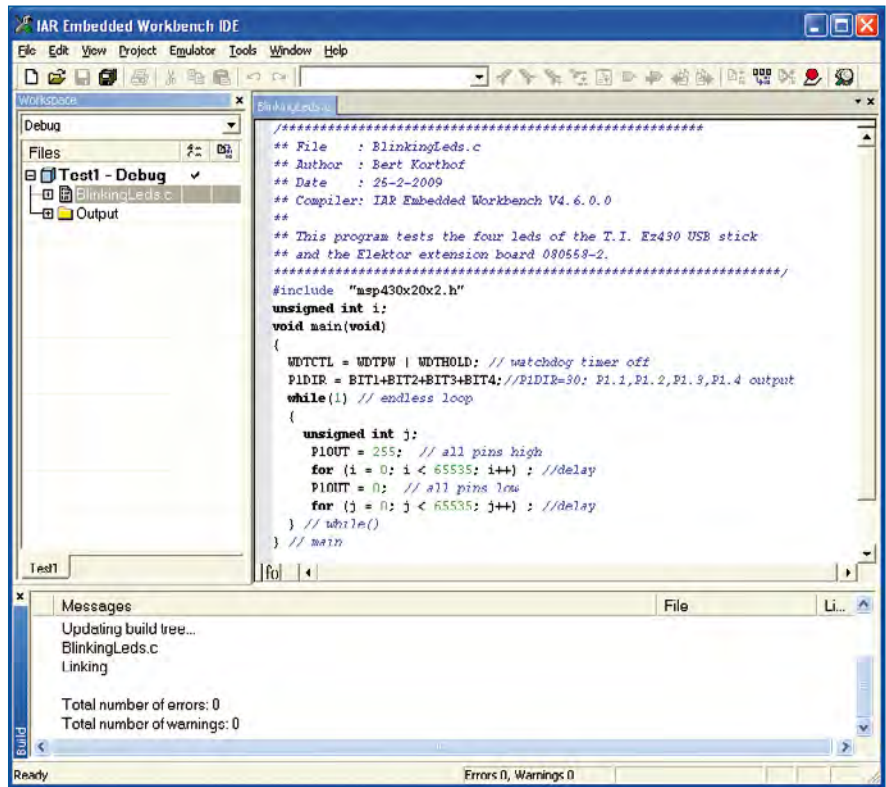 IAR Embedded Workbench IDE
File Edit View Project Emulator Tools Window Help
Workspace
Debug
Files
Test1 - Debug
BlinkingLeds.c
Output
Test1
BlinkingLeds.c
/*******************************************************
** File : BlinkingLeds.c
** Author : Bert Korthof
** Date : 26-2-2009
** Compiler: IAR Embedded Workbench V4.6.0.0
**
** This program tests the four leds of the T.I. Ez430 USB stick
** and the Elektor extension board 080558-2.
******************************************************************/
#include "msp430x20x2.h"
unsigned int i;
void main(void)
{
WDTCTL = WDTPW | WDTHOLD; // watchdog timer off
P1DIR = BIT1+BIT2+BIT3+BIT4;//P1DIR=30: P1.1,P1.2,P1.3,P1.4 output
while(1) // endless loop
{
unsigned int j;
P1OUT = 255; // all pins high
for (i = 0; i < 65535; i++) ; //delay
P1OUT = 0; // all pins low
for (j = 0; j < 65535; j++) ; //delay
} // while()
} // main
fo
Messages File Li...
Updating build tree...
BlinkingLeds.c
Linking
Total number of errors: 0
Total number of warnings: 0
Build
Ready Errors 0, Warnings 0